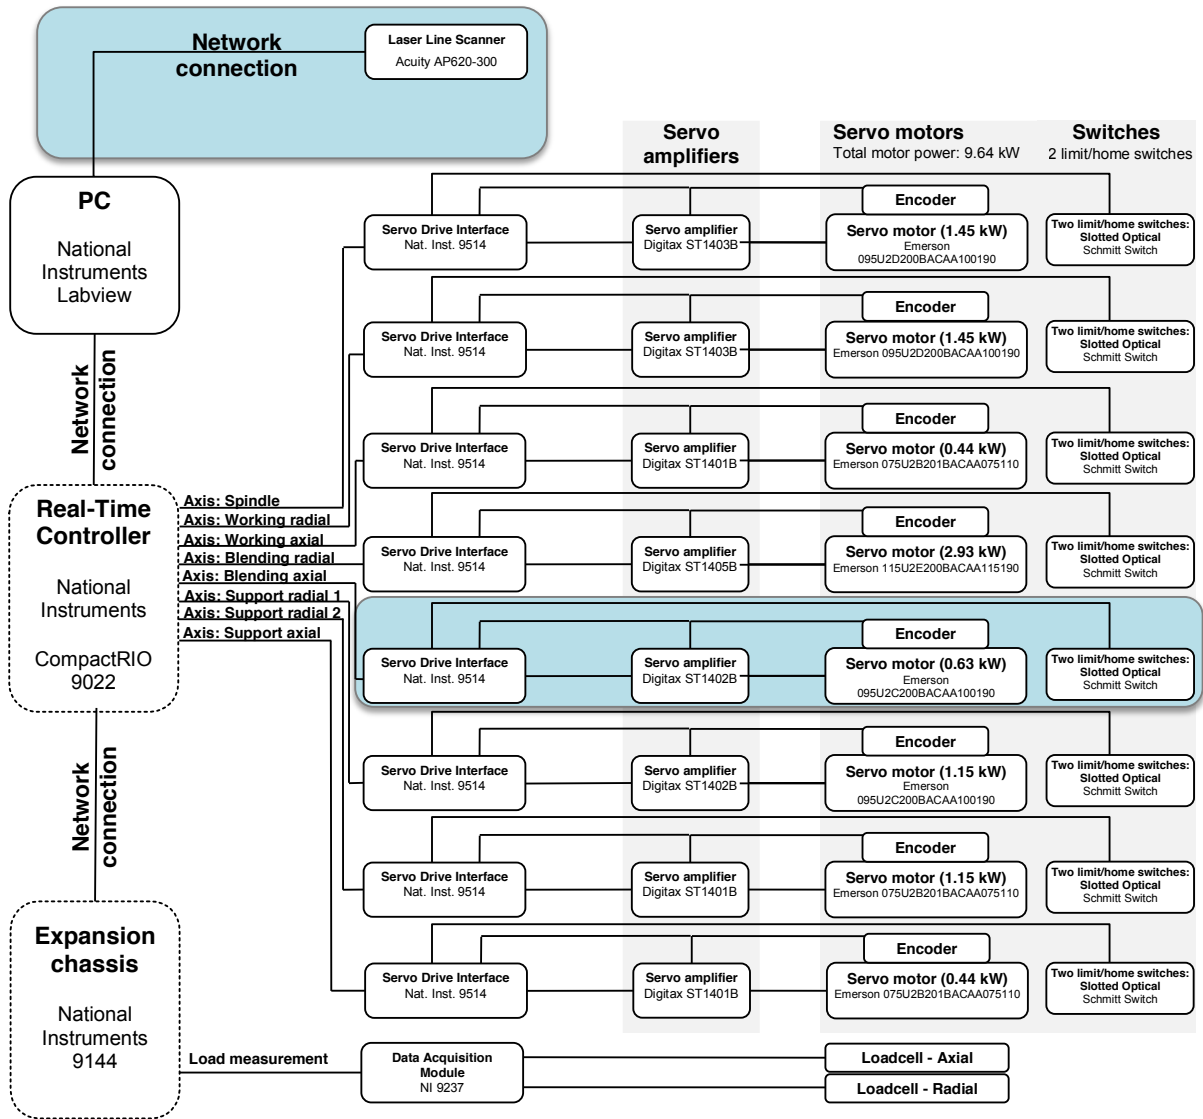 Network
connection
Laser Line Scanner
Acuity AP620-300
PC
National
Instruments
Labview
Network
connection
Real-Time
Controller
National
Instruments
CompactRIO
9022
Network
connection
Expansion
chassis
National
Instruments
9144
Axis: Spindle
Axis: Working radial
Axis: Working axial
Axis: Blending radial
Axis: Blending axial
Axis: Support radial 1
Axis: Support radial 2
Axis: Support axial
Load measurement
Servo
amplifiers
Servo motors
Total motor power: 9.64 kW
Switches
2 limit/home switches
Servo Drive Interface
Nat. Inst. 9514
Servo amplifier
Digitax ST1403B
Encoder
Servo motor (1.45 kW)
Emerson
095U2D200BACAA100190
Two limit/home switches:
Slotted Optical
Schmitt Switch
Servo Drive Interface
Nat. Inst. 9514
Servo amplifier
Digitax ST1403B
Encoder
Servo motor (1.45 kW)
Emerson 095U2D200BACAA100190
Two limit/home switches:
Slotted Optical
Schmitt Switch
Servo Drive Interface
Nat. Inst. 9514
Servo amplifier
Digitax ST1401B
Encoder
Servo motor (0.44 kW)
Emerson 075U2B201BACAA075110
Two limit/home switches:
Slotted Optical
Schmitt Switch
Servo Drive Interface
Nat. Inst. 9514
Servo amplifier
Digitax ST1405B
Encoder
Servo motor (2.93 kW)
Emerson 115U2E200BACAA115190
Two limit/home switches:
Slotted Optical
Schmitt Switch
Servo Drive Interface
Nat. Inst. 9514
Servo amplifier
Digitax ST1402B
Encoder
Servo motor (0.63 kW)
Emerson
095U2C200BACAA100190
Two limit/home switches:
Slotted Optical
Schmitt Switch
Servo Drive Interface
Nat. Inst. 9514
Servo amplifier
Digitax ST1402B
Encoder
Servo motor (1.15 kW)
Emerson
095U2C200BACAA100190
Two limit/home switches:
Slotted Optical
Schmitt Switch
Servo Drive Interface
Nat. Inst. 9514
Servo amplifier
Digitax ST1401B
Encoder
Servo motor (1.15 kW)
Emerson 075U2B201BACAA075110
Two limit/home switches:
Slotted Optical
Schmitt Switch
Servo Drive Interface
Nat. Inst. 9514
Servo amplifier
Digitax ST1401B
Encoder
Servo motor (0.44 kW)
Emerson 075U2B201BACAA075110
Two limit/home switches:
Slotted Optical
Schmitt Switch
Data Acquisition
Module
NI 9237
Loadcell - Axial
Loadcell - Radial